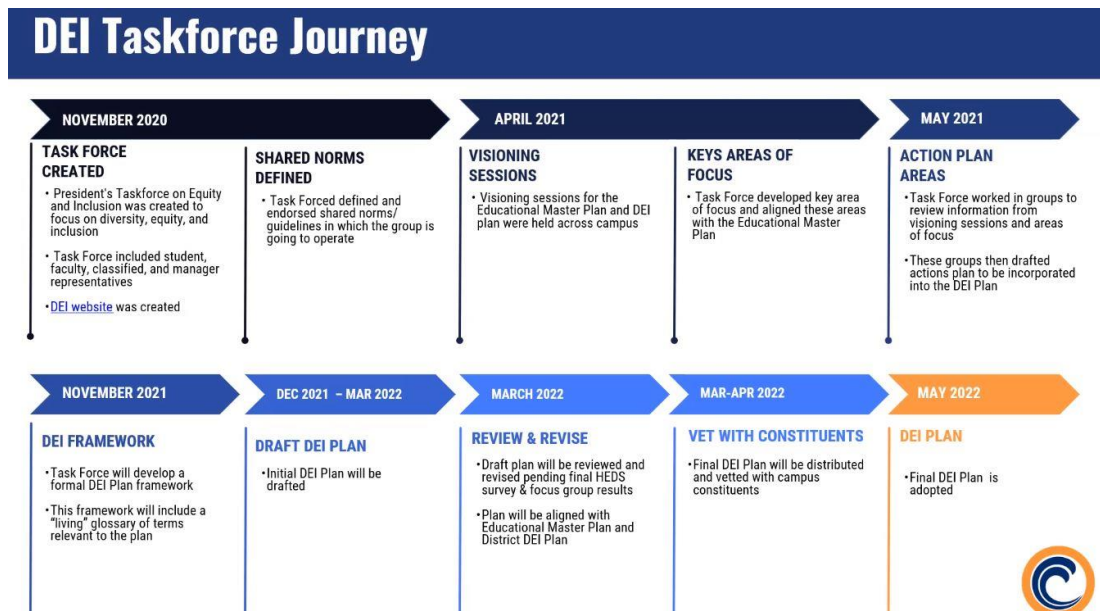 DEI Taskforce Journey
NOVEMBER 2020
APRIL 2021
MAY 2021
TASK FORCE
CREATED
• President's Taskforce on Equity
and Inclusion was created to
focus on diversity, equity, and
inclusion
• Task Force included student,
faculty, classified, and manager
representatives
• DEI website was created
SHARED NORMS
DEFINED
• Task Forced defined and
endorsed shared norms/
guidelines in which the group is
going to operate
VISIONING
SESSIONS
• Visioning sessions for the
Educational Master Plan and DEI
plan were held across campus
KEYS AREAS OF
FOCUS
• Task Force developed key area
of focus and aligned these areas
with the Educational Master
Plan
ACTION PLAN
AREAS
• Task Force worked in groups to
review information from
visioning sessions and areas
of focus
• These groups then drafted
actions plan to be incorporated
into the DEI Plan
NOVEMBER 2021
DEC 2021 – MAR 2022
MARCH 2022
MAR-APR 2022
MAY 2022
DEI FRAMEWORK
• Task Force will develop a
formal DEI Plan framework
• This framework will include a
“living” glossary of terms
relevant to the plan
DRAFT DEI PLAN
• Initial DEI Plan will be
drafted
REVIEW & REVISE
• Draft plan will be reviewed and
revised pending final HEDS
survey & focus group results
• Plan will be aligned with
Educational Master Plan and
District DEI Plan
VET WITH CONSTITUENTS
• Final DEI Plan will be distributed
and vetted with campus
constituents
DEI PLAN
• Final DEI Plan is
adopted